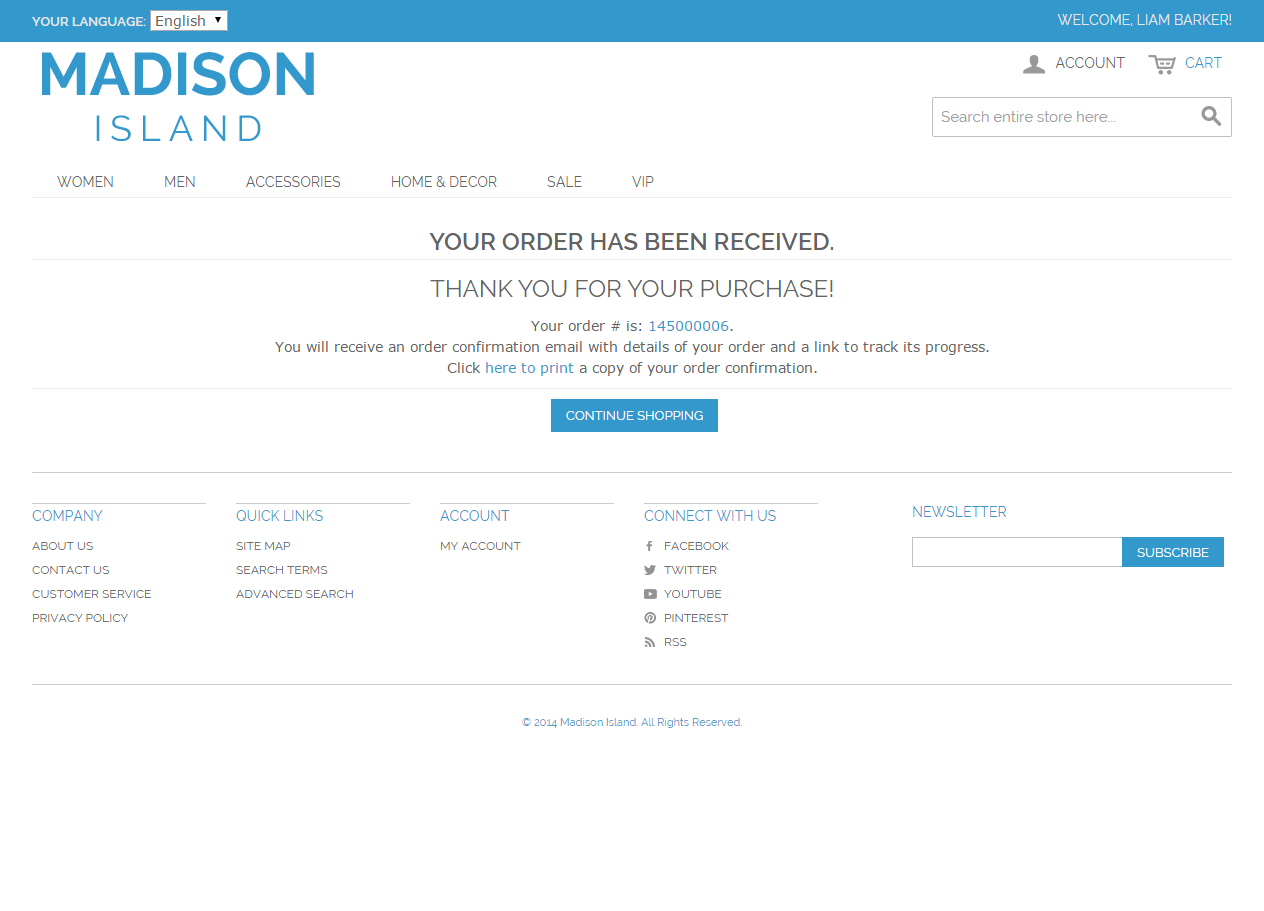 YOUR LANGUAGE: English
WELCOME, LIAM BARKER!
MADISON
ISLAND
ACCOUNT
CART
Search entire store here...
WOMEN MEN ACCESSORIES HOME & DECOR SALE VIP
YOUR ORDER HAS BEEN RECEIVED.
THANK YOU FOR YOUR PURCHASE!
Your order # is: 145000006.
You will receive an order confirmation email with details of your order and a link to track its progress.
Click here to print a copy of your order confirmation.
CONTINUE SHOPPING
COMPANY
ABOUT US
CONTACT US
CUSTOMER SERVICE
PRIVACY POLICY
QUICK LINKS
SITE MAP
SEARCH TERMS
ADVANCED SEARCH
ACCOUNT
MY ACCOUNT
CONNECT WITH US
FACEBOOK
TWITTER
YOUTUBE
PINTEREST
RSS
NEWSLETTER
SUBSCRIBE
© 2014 Madison Island. All Rights Reserved.